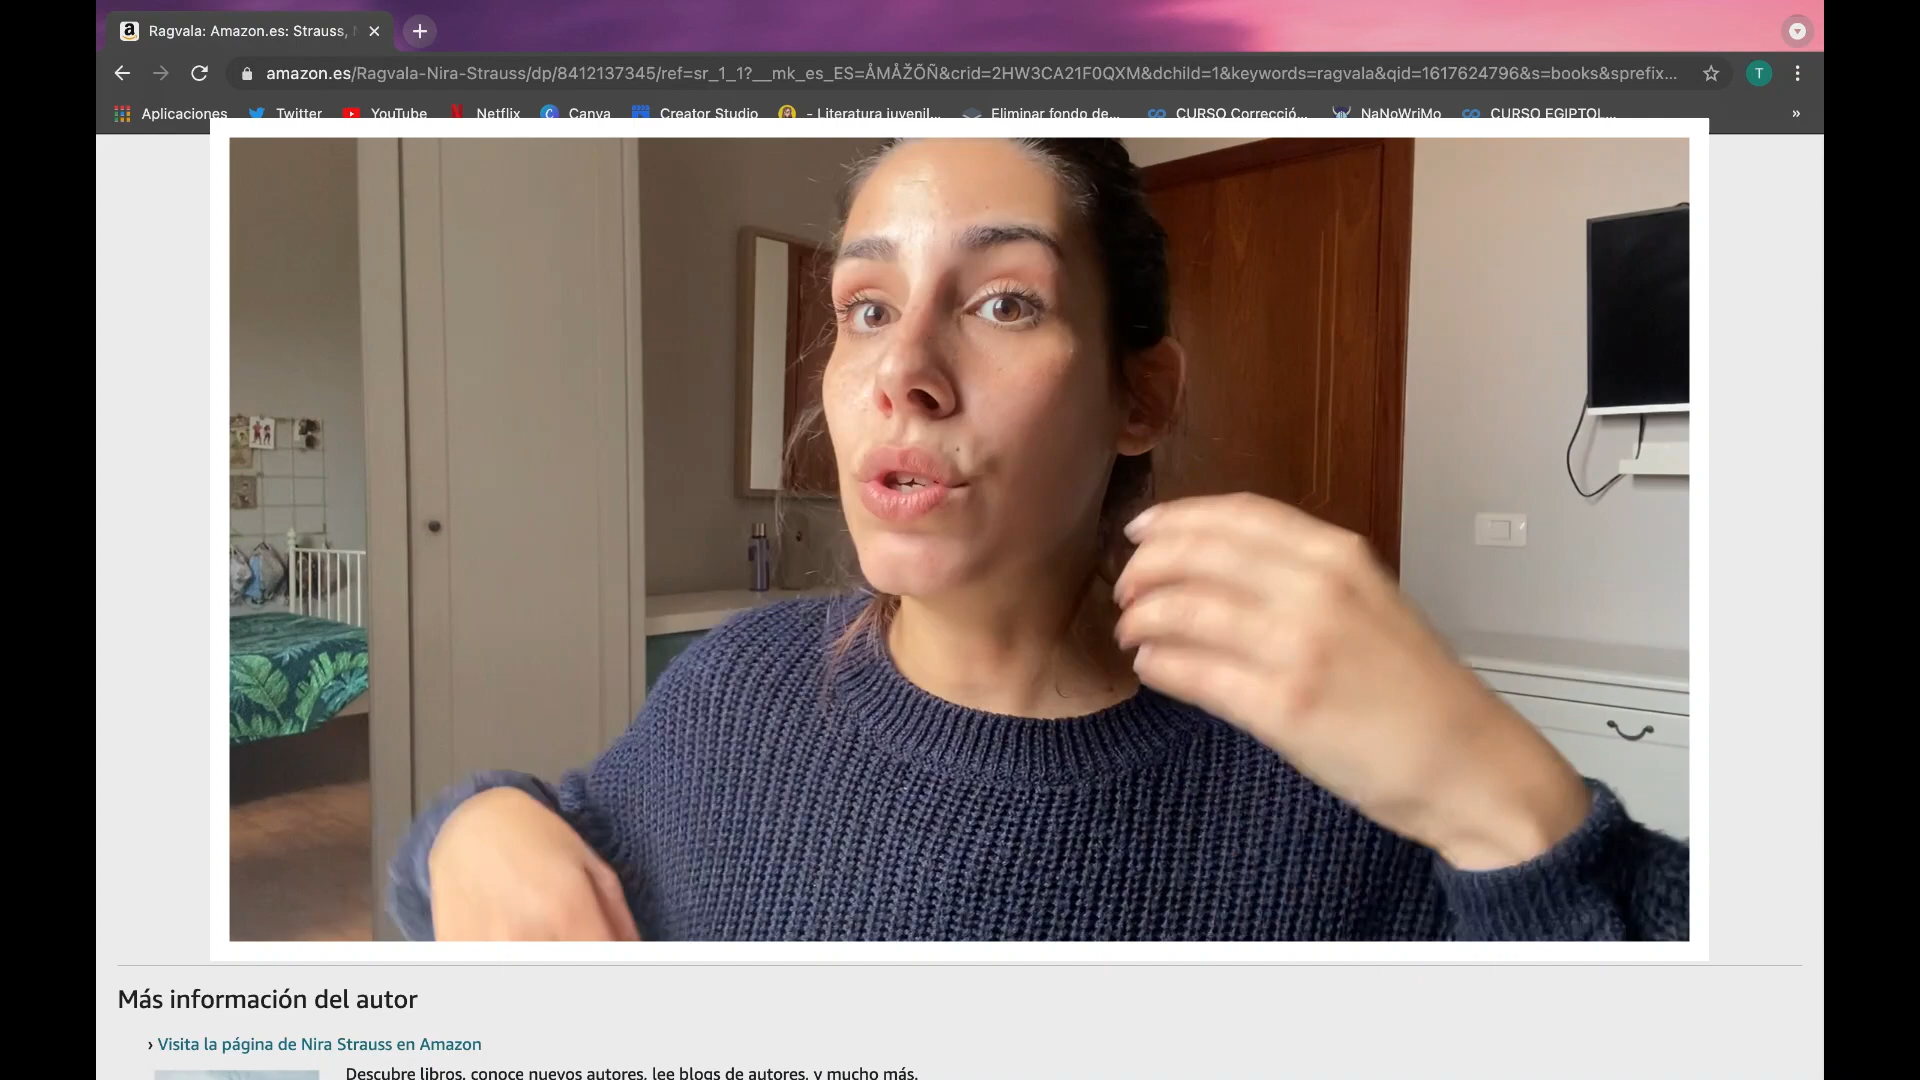 Ragvala: Amazon.es: Strauss,
amazon.es/Ragvala-Nira-Strauss/dp/8412137345/ref=sr_1_1?__mk_es_ES=ÅMÅŽÕÑ&crid=2HW3CA21F0QXM&dchild=1&keywords=ragvala&qid=1617624796&s=books&sprefix...
T
Aplicaciones Twitter YouTube Netflix Canva Creator Studio - Literatura juvenil... Eliminar fondo de... CURSO Correcció... NaNoWriMo CURSO EGIPTOL... »
Más información del autor
› Visita la página de Nira Strauss en Amazon
Descubre libros, conoce nuevos autores, lee blogs de autores, y mucho más.